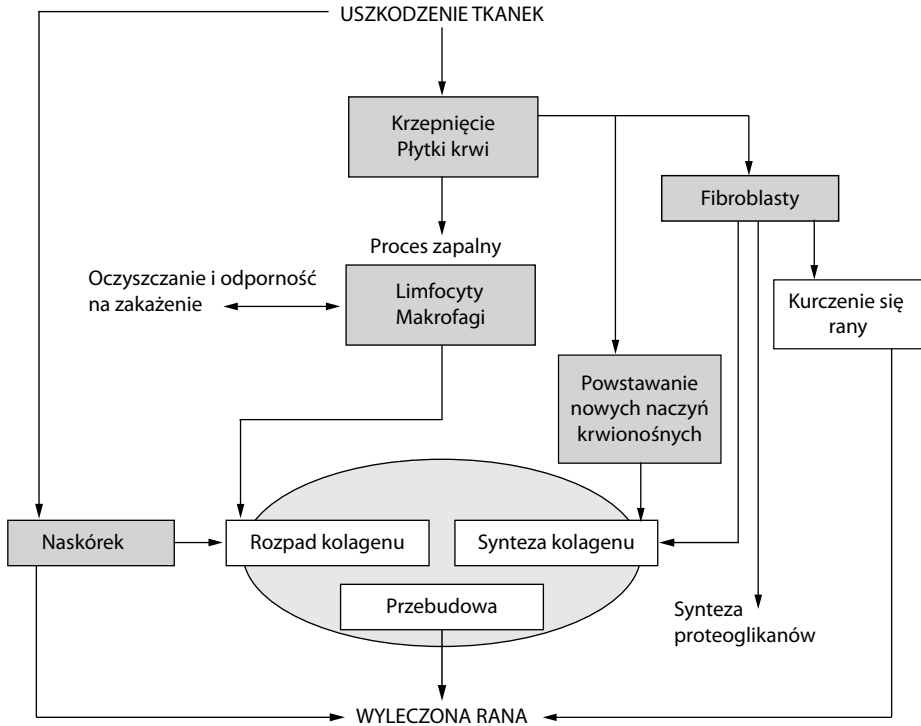 USZKODZENIE TKANEK
Krzepnięcie
Płytki krwi
Fibroblasty
Proces zapalny
Oczyszczanie i odporność
na zakażenie
Limfocyty
Makrofagi
Kurczenie się
rany
Powstawanie
nowych naczyń
krwionośnych
Naskórek
Rozpad kolagenu
Synteza kolagenu
Przebudowa
Synteza
proteoglikanów
WYLECZONA RANA